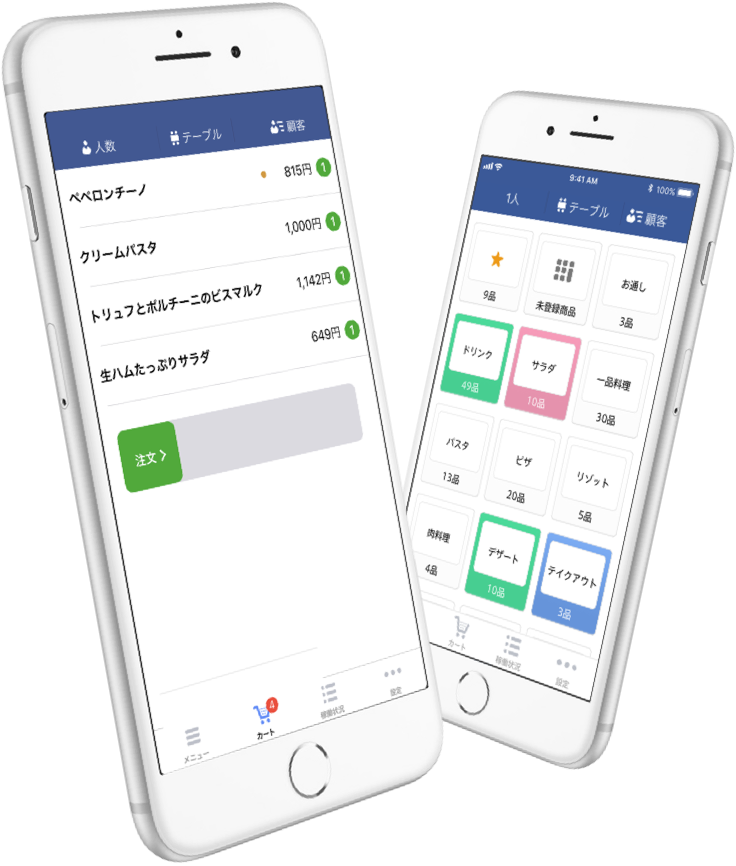 人数
テーブル
顧客
ペペロンチーノ
815円
1
クリームパスタ
1,000円
1
トリュフとポルチーニのビスマルク
1,142円
1
生ハムたっぷりサラダ
649円
1
注文
メニュー
カート
4
稼働状況
設定
9:41 AM
100%
1人
テーブル
顧客
9品
未登録商品
お通し
3品
ドリンク
49品
サラダ
10品
一品料理
30品
パスタ
13品
ピザ
20品
リゾット
5品
肉料理
4品
デザート
10品
テイクアウト
3品
カート
稼働状況
設定